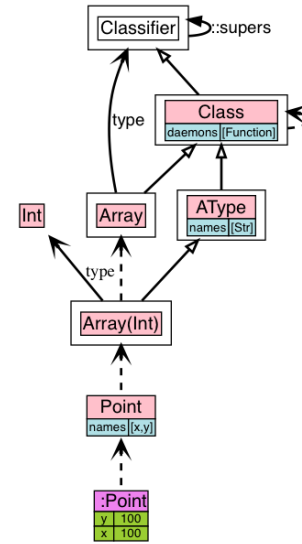 Classifier
::supers
type
Class
daemons [Function]
Int
Array
AType
names [Str]
type
Array(Int)
Point
names [x,y]
:Point
y 100
x 100